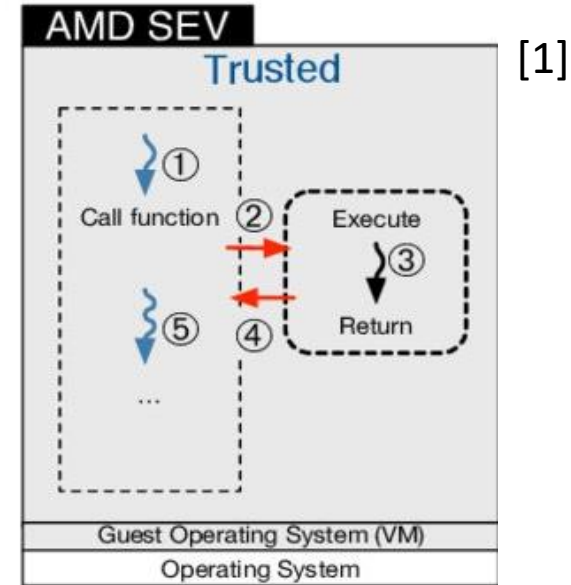 AMD SEV
[1]
Trusted
①
Call function
②
Execute
③
Return
④
⑤
...
Guest Operating System (VM)
Operating System